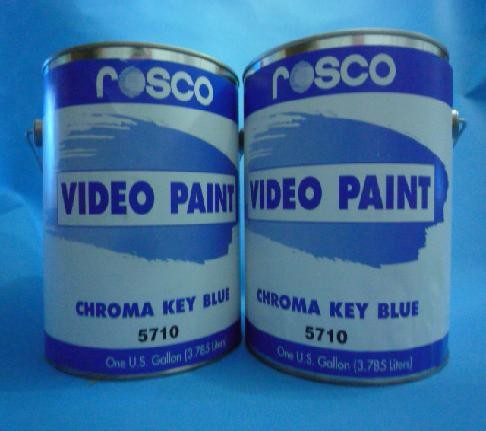 rosco
VIDEO PAINT
CHROMA KEY BLUE
5710
One U.S. Gallon (3.785 Liters)
rosco
VIDEO PAINT
CHROMA KEY BLUE
5710
One U.S. Gallon (3.785 Liters)